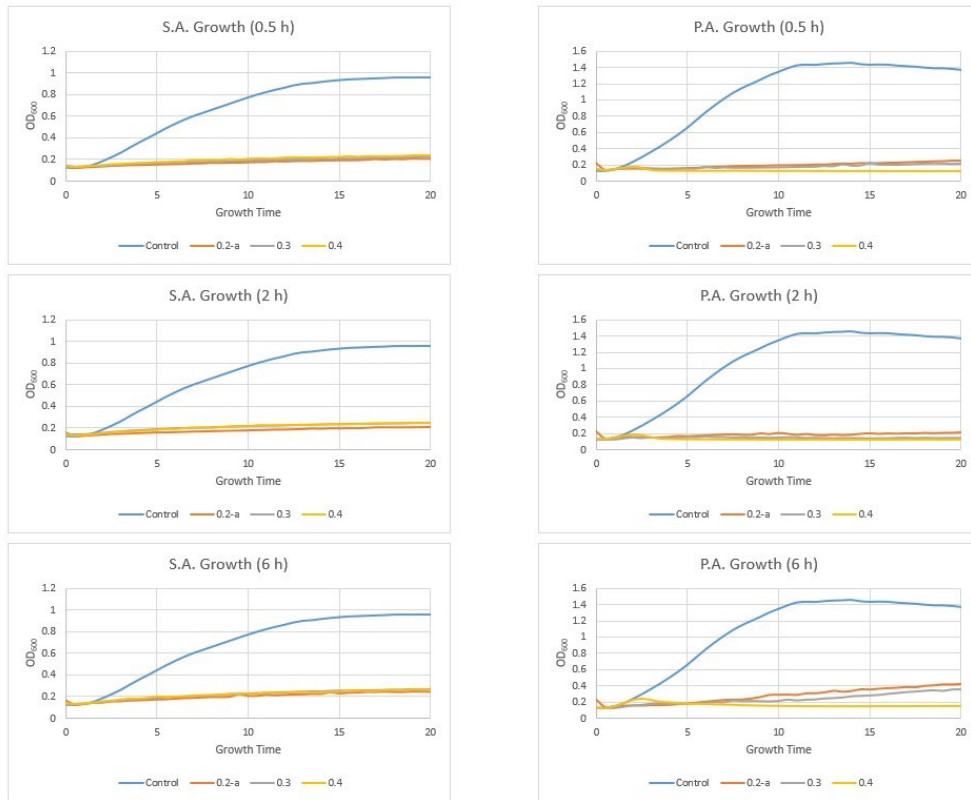 S.A. Growth (0.5 h)
1.2
1
0.8
0.6
0.4
0.2
0
OD600
0 5 10 15 20
Growth Time
Control 0.2-a 0.3 0.4
P.A. Growth (0.5 h)
1.6
1.4
1.2
1
0.8
0.6
0.4
0.2
0
OD600
0 5 10 15 20
Growth Time
Control 0.2-a 0.3 0.4
S.A. Growth (2 h)
1.2
1
0.8
0.6
0.4
0.2
0
OD600
0 5 10 15 20
Growth Time
Control 0.2-a 0.3 0.4
P.A. Growth (2 h)
1.6
1.4
1.2
1
0.8
0.6
0.4
0.2
0
OD600
0 5 10 15 20
Growth Time
Control 0.2-a 0.3 0.4
S.A. Growth (6 h)
1.2
1
0.8
0.6
0.4
0.2
0
OD600
0 5 10 15 20
Growth Time
Control 0.2-a 0.3 0.4
P.A. Growth (6 h)
1.6
1.4
1.2
1
0.8
0.6
0.4
0.2
0
OD600
0 5 10 15 20
Growth Time
Control 0.2-a 0.3 0.4